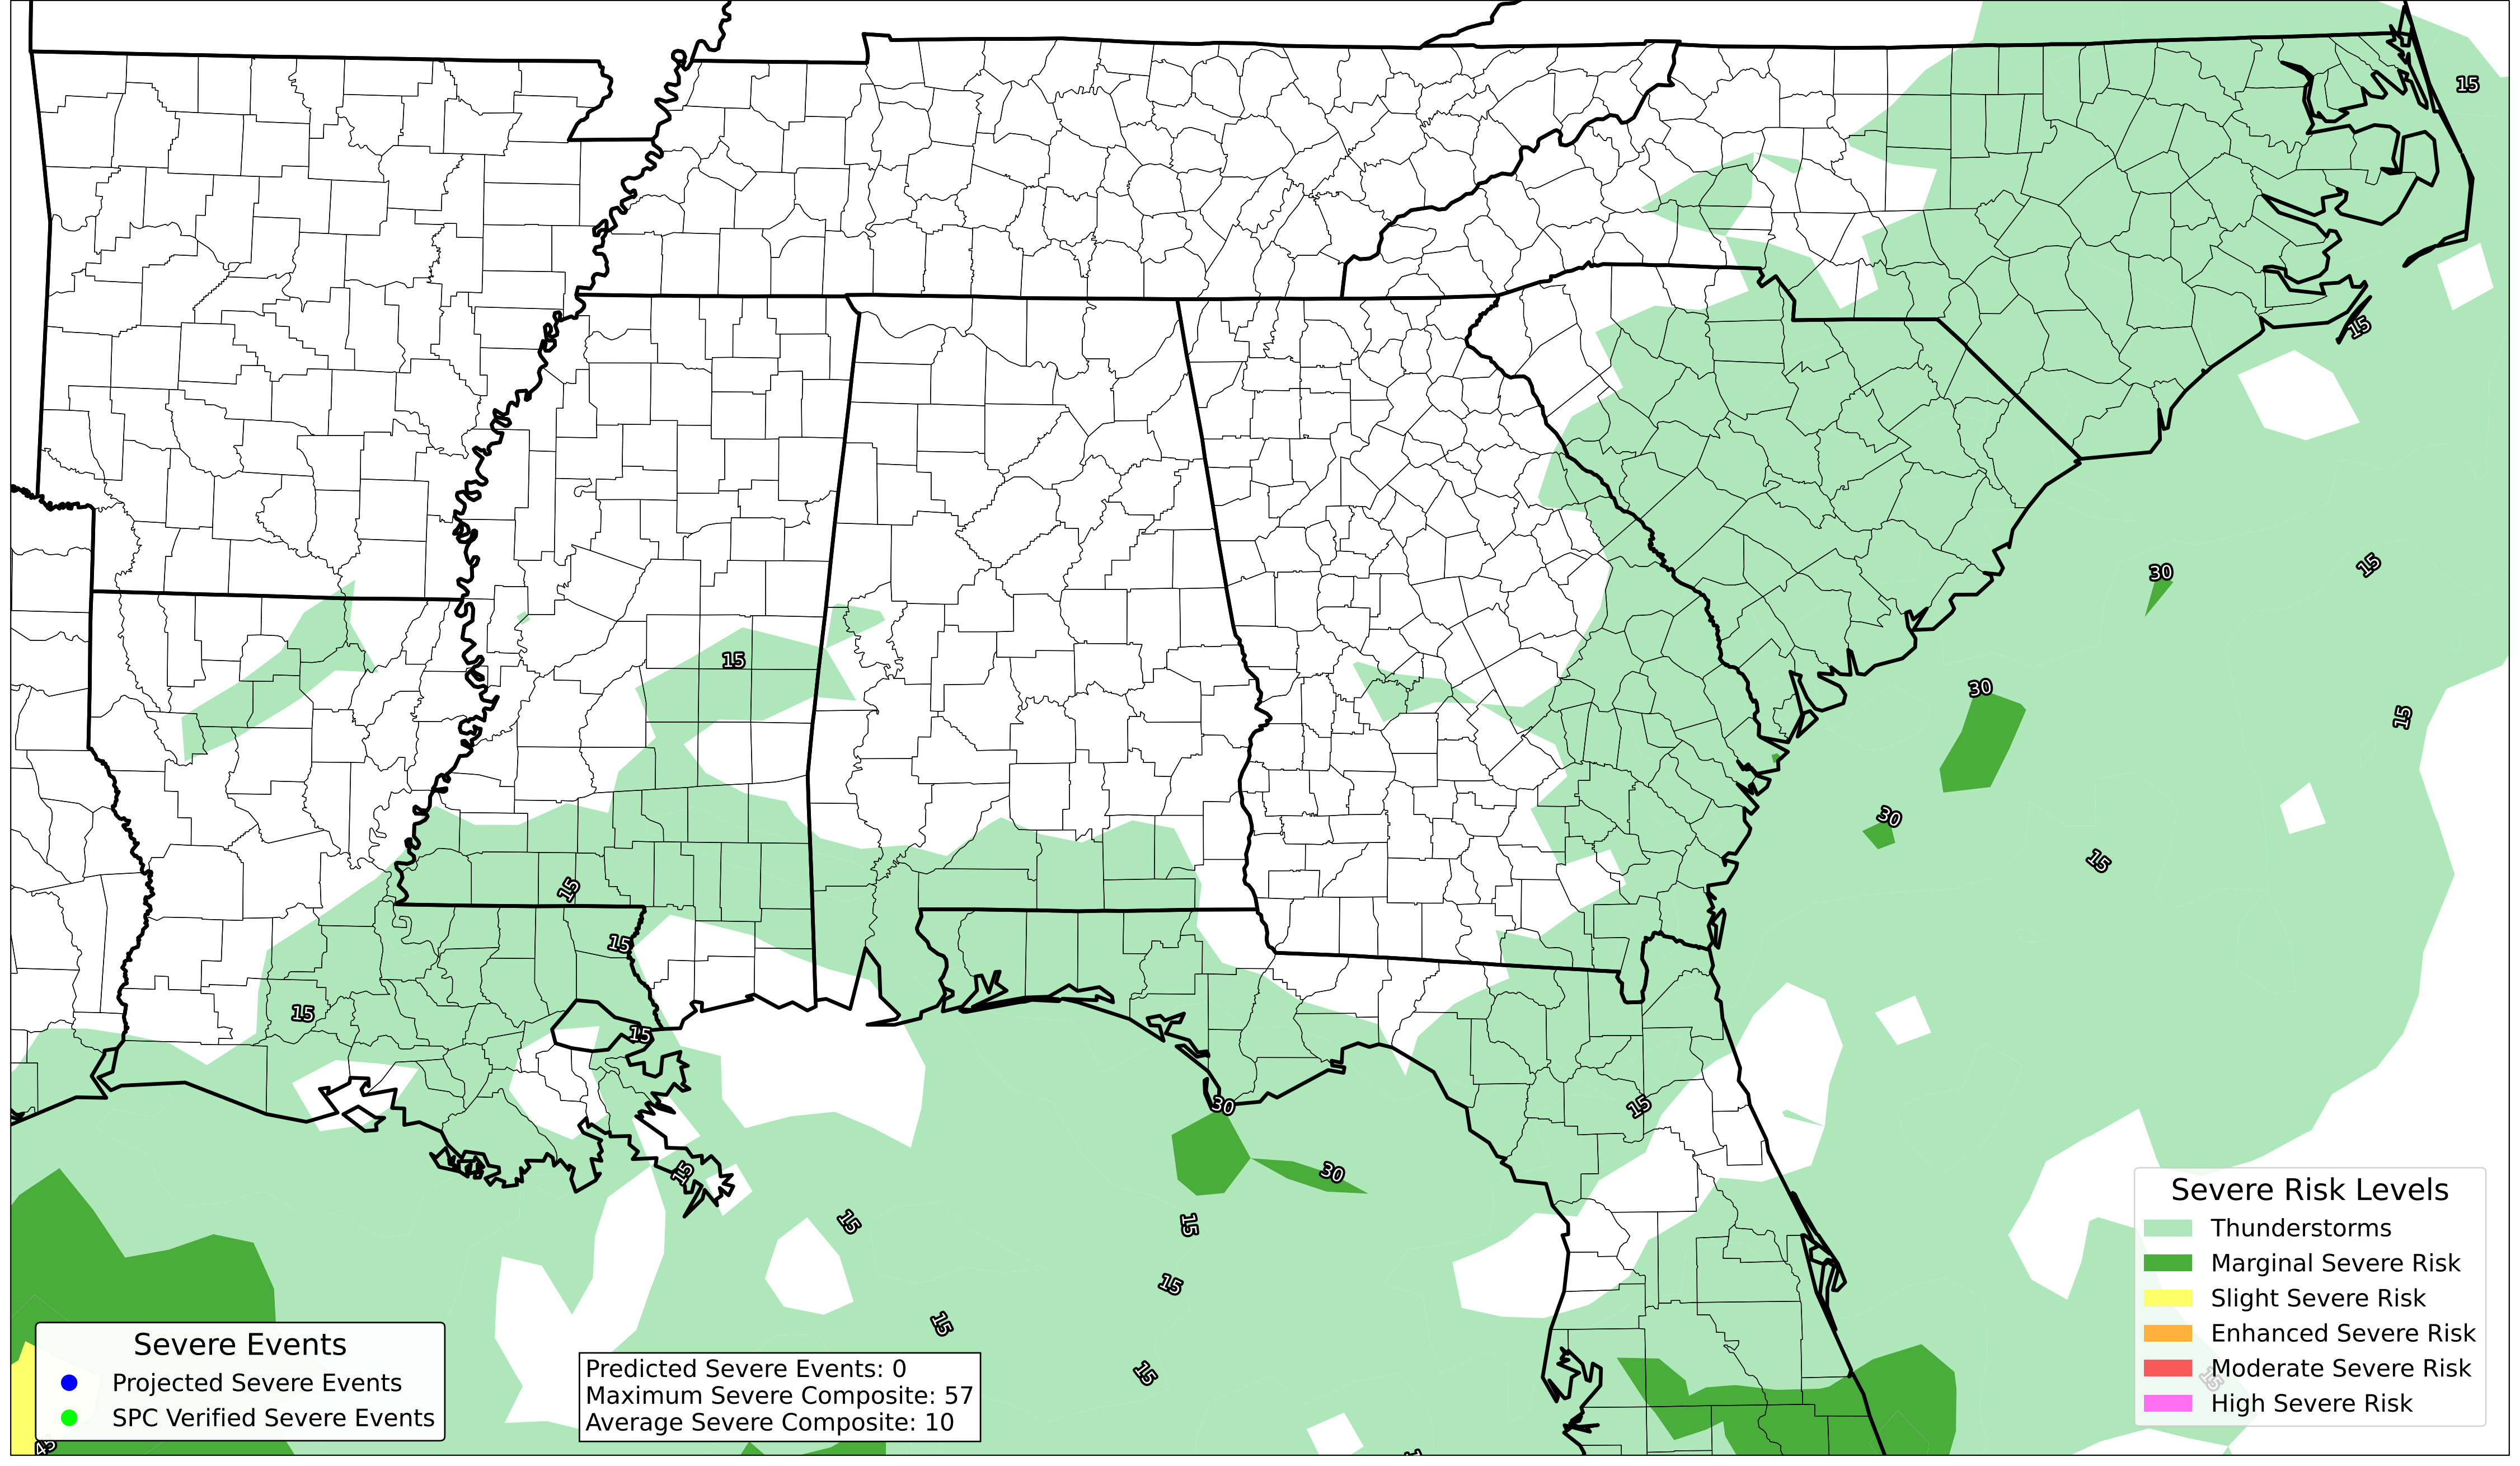 15
15
30
15
15
30
15
30
15
15
15
15
15
15
30
15
30
15
15
15
15
15
15
15
45
Severe Risk Levels
Thunderstorms
Marginal Severe Risk
Slight Severe Risk
Enhanced Severe Risk
Moderate Severe Risk
High Severe Risk
Severe Events
Projected Severe Events
SPC Verified Severe Events
Predicted Severe Events: 0
Maximum Severe Composite: 57
Average Severe Composite: 10